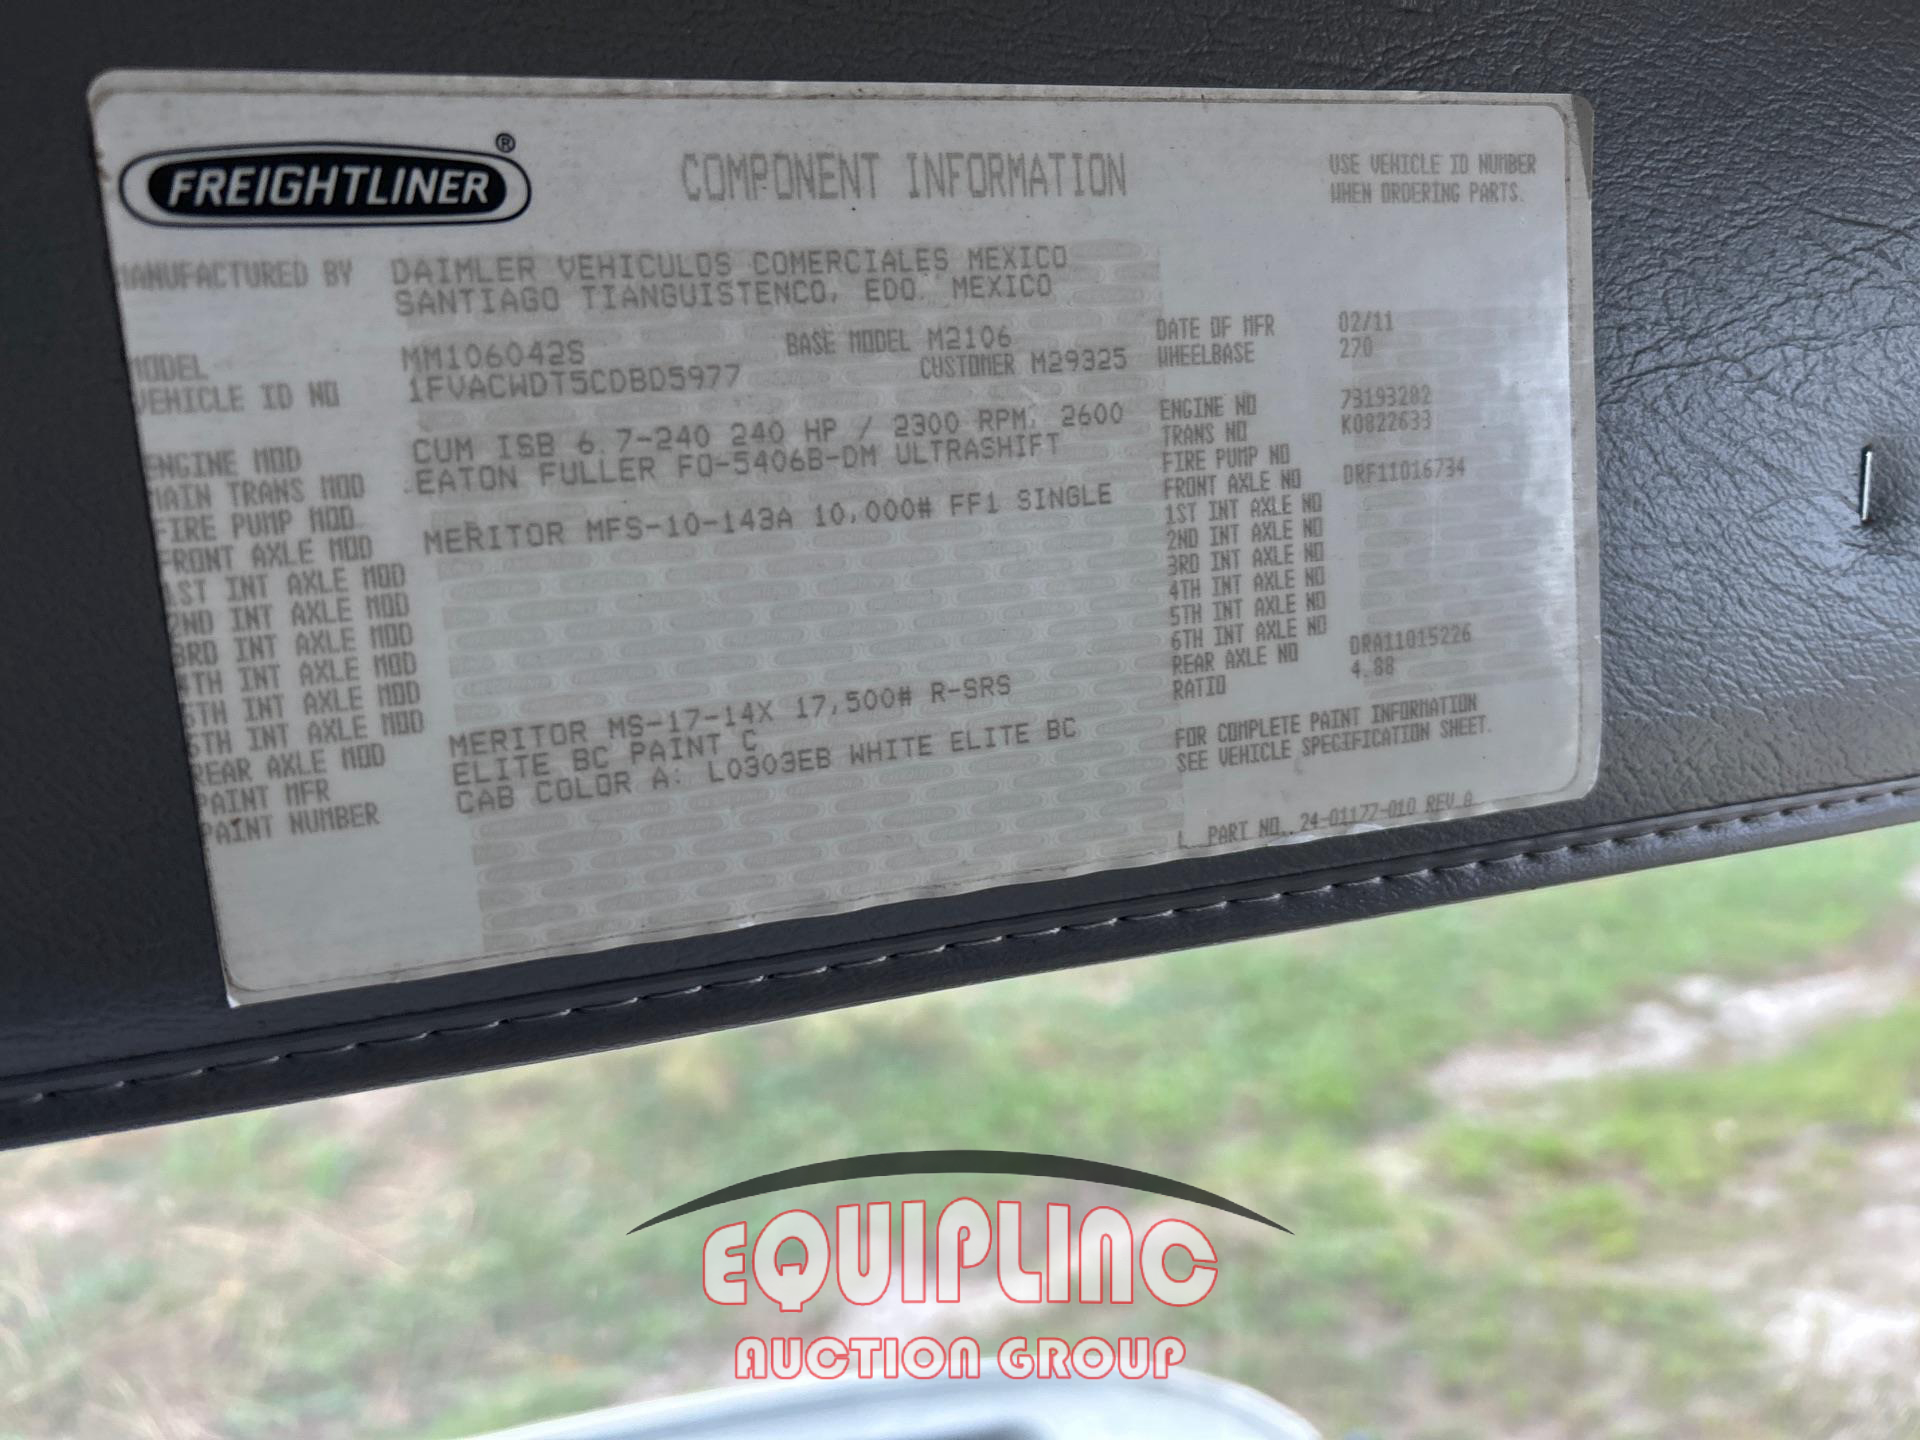 FREIGHTLINER®
COMPONENT INFORMATION
USE VEHICLE ID NUMBER
WHEN ORDERING PARTS.
MANUFACTURED BY DAIMLER VEHICULOS COMERCIALES MEXICO
SANTIAGO TIANGUISTENCO, EDO. MEXICO
MODEL MM106042S BASE MODEL M2106
VEHICLE ID NO 1FVACWDT5CDBD5977 CUSTOMER M29325
ENGINE MOD CUM ISB 6.7-240 240 HP / 2300 RPM, 2600
MAIN TRANS MOD EATON FULLER FO-5406B-DM ULTRASHIFT
FIRE PUMP MOD
FRONT AXLE MOD MERITOR MFS-10-143A 10,000# FF1 SINGLE
1ST INT AXLE MOD
2ND INT AXLE MOD
3RD INT AXLE MOD
4TH INT AXLE MOD
5TH INT AXLE MOD
6TH INT AXLE MOD
REAR AXLE MOD MERITOR MS-17-14X 17,500# R-SRS
PAINT MFR ELITE BC PAINT C
PAINT NUMBER CAB COLOR A: L0303EB WHITE ELITE BC
DATE OF MFR 02/11
WHEELBASE 270
ENGINE NO 73193282
TRANS NO K0822633
FIRE PUMP NO
FRONT AXLE NO DRF11016734
1ST INT AXLE NO
2ND INT AXLE NO
3RD INT AXLE NO
4TH INT AXLE NO
5TH INT AXLE NO
6TH INT AXLE NO
REAR AXLE NO DRA11015226
RATIO 4.88
FOR COMPLETE PAINT INFORMATION
SEE VEHICLE SPECIFICATION SHEET.
PART NO. 24-01177-010 REV A
EQUIPLINC
AUCTION GROUP